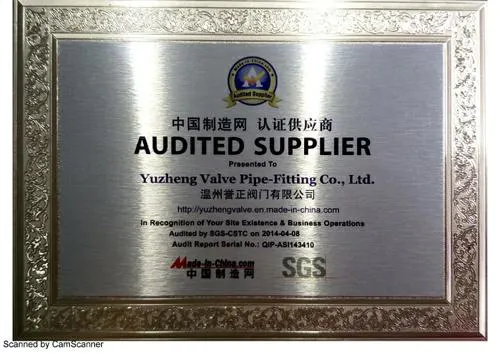 Made-in-China.com
Audited Supplier
中国制造网 认证供应商
AUDITED SUPPLIER
Presented To
Yuzheng Valve Pipe-Fitting Co., Ltd.
温州誉正阀门有限公司
http://yuzhengvalve.en.made-in-china.com
In Recognition of Your Site Existence & Business Operations
Audited by SGS-CSTC on 2014-04-08
Audit Report Serial No.: QIP-ASI143410
Made-in-China.com
中国制造网
SGS
Scanned by CamScanner